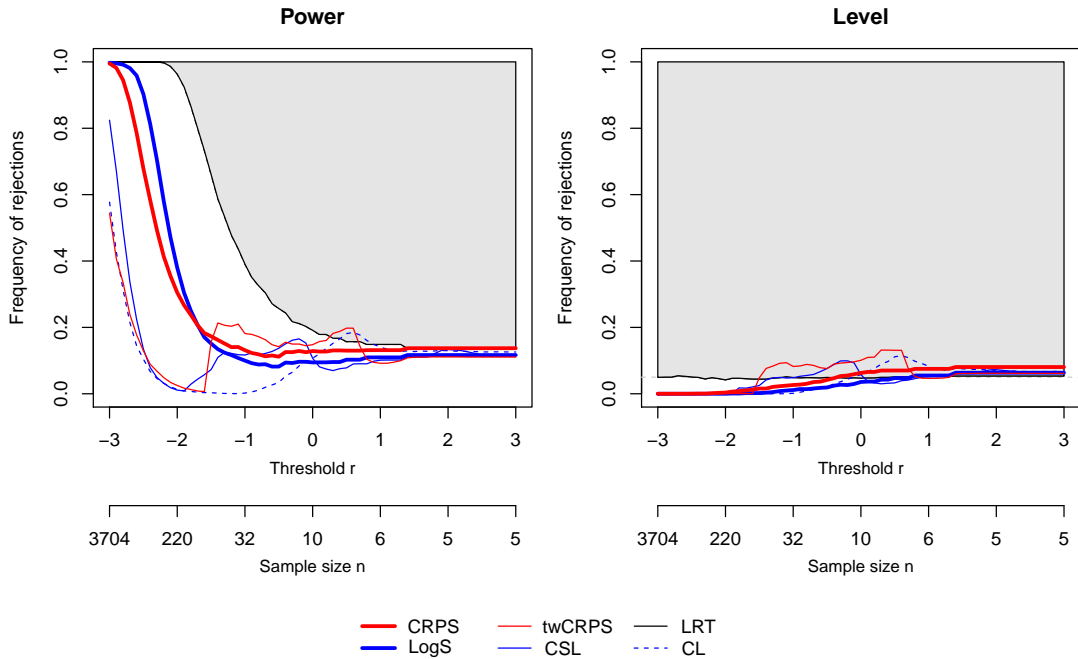 Power
Frequency of rejections
1.0
0.8
0.6
0.4
0.2
0.0
−3 −2 −1 0 1 2 3
Threshold r
3704 220 32 10 6 5 5
Sample size n
Level
Frequency of rejections
1.0
0.8
0.6
0.4
0.2
0.0
−3 −2 −1 0 1 2 3
Threshold r
3704 220 32 10 6 5 5
Sample size n
CRPS twCRPS LRT
LogS CSL CL